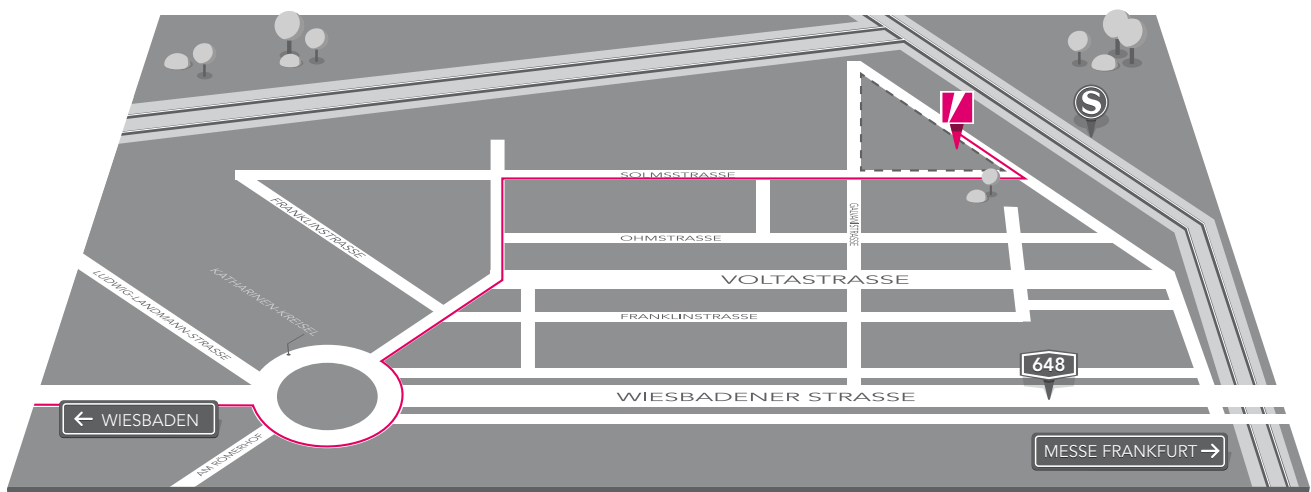 S
SOLMSSTRASSE
FRANKLINSTRASSE
GALVANISTRASSE
OHMSTRASSE
KATHARINEN-KREISEL
LUDWIG-LANDMANN-STRASSE
VOLTASTRASSE
FRANKLINSTRASSE
648
WIESBADENER STRASSE
← WIESBADEN
AM RÖMERHOF
MESSE FRANKFURT →